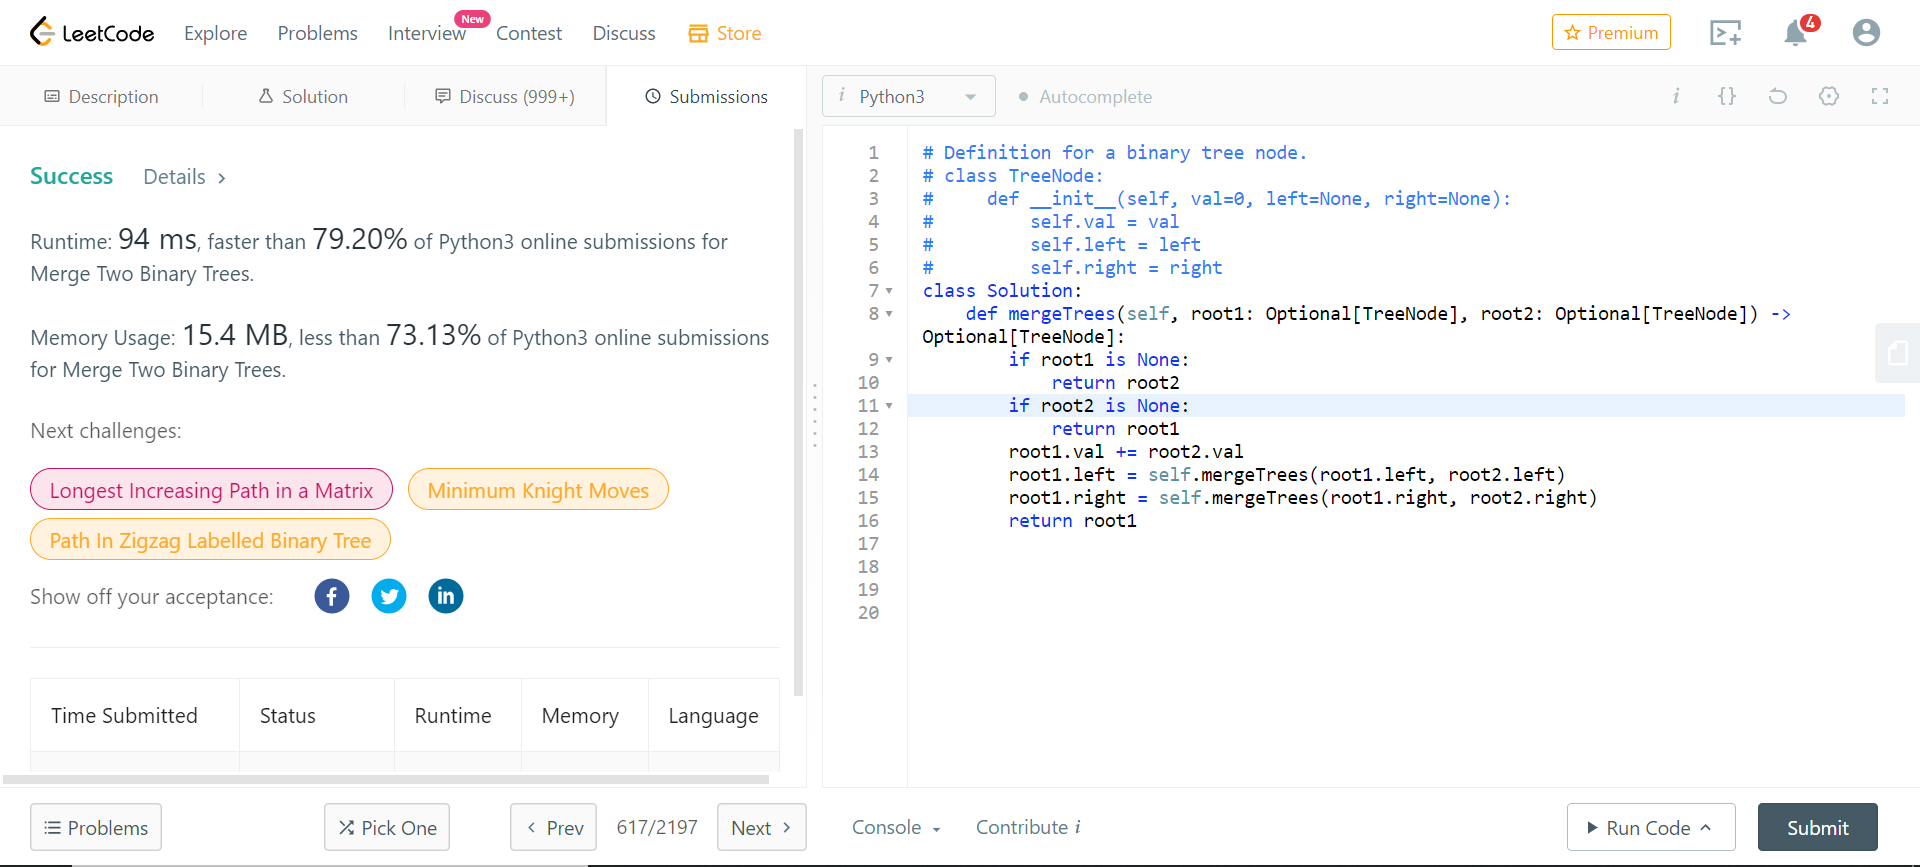 LeetCode Explore Problems Interview New Contest Discuss Store Premium 4
Description Solution Discuss (999+) Submissions
Success Details >
Runtime: 94 ms, faster than 79.20% of Python3 online submissions for
Merge Two Binary Trees.
Memory Usage: 15.4 MB, less than 73.13% of Python3 online submissions
for Merge Two Binary Trees.
Next challenges:
Longest Increasing Path in a Matrix Minimum Knight Moves
Path In Zigzag Labelled Binary Tree
Show off your acceptance: f in
Time Submitted Status Runtime Memory Language
Problems Pick One < Prev 617/2197 Next >
i Python3 Autocomplete i {}
1 # Definition for a binary tree node.
2 # class TreeNode:
3 #     def __init__(self, val=0, left=None, right=None):
4 #         self.val = val
5 #         self.left = left
6 #         self.right = right
7 class Solution:
8     def mergeTrees(self, root1: Optional[TreeNode], root2: Optional[TreeNode]) ->
Optional[TreeNode]:
9         if root1 is None:
10             return root2
11         if root2 is None:
12             return root1
13         root1.val += root2.val
14         root1.left = self.mergeTrees(root1.left, root2.left)
15         root1.right = self.mergeTrees(root1.right, root2.right)
16         return root1
17
18
19
20
Console Contribute i Run Code Submit